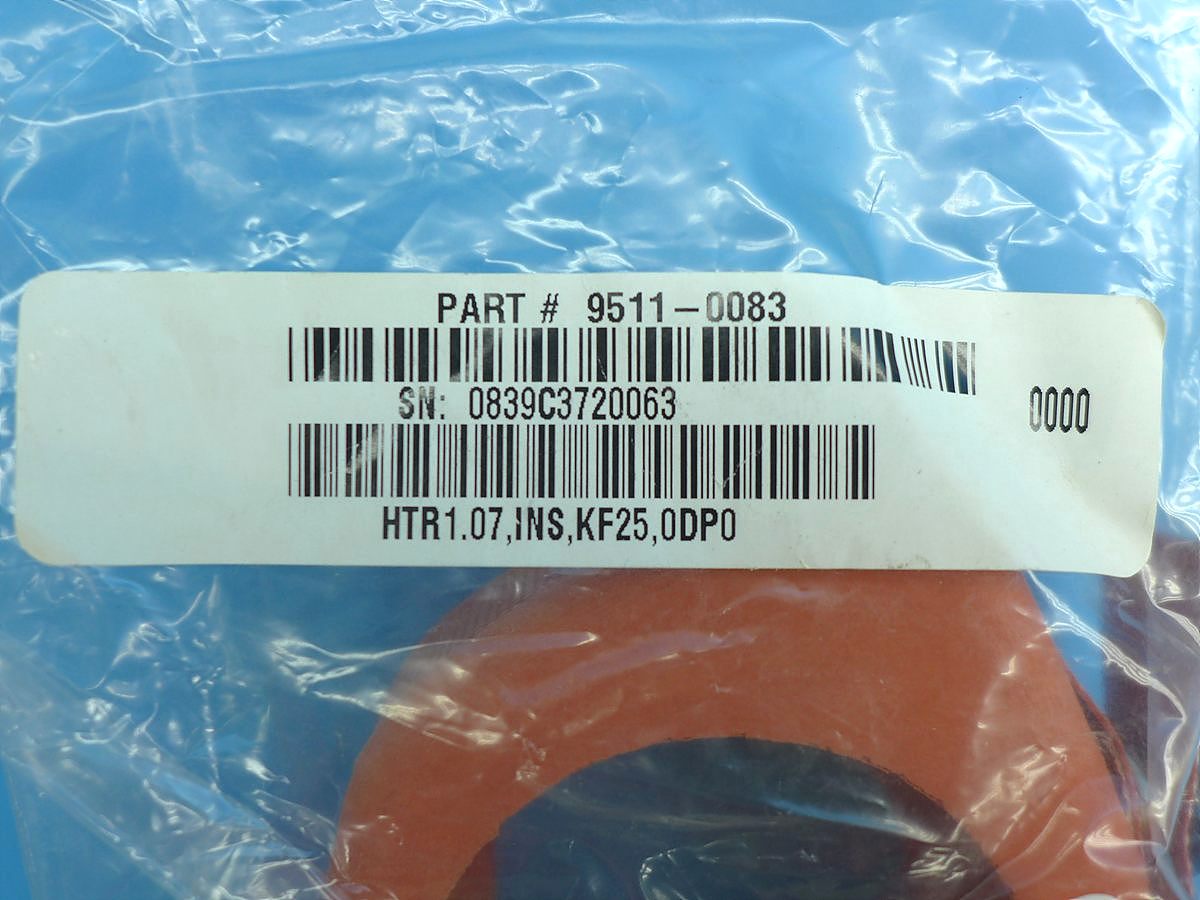 PART # 9511-0083
SN: 0839C3720063
0000
HTR1.07,INS,KF25,0DP0